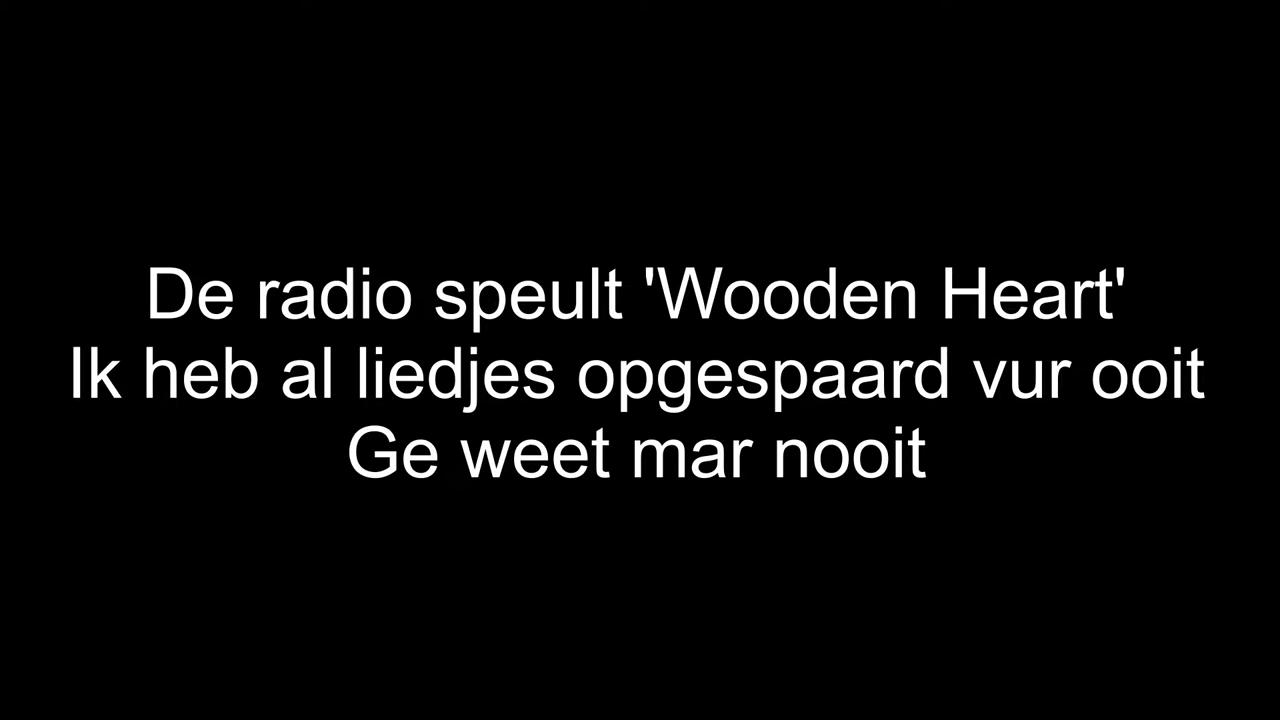 De radio speult 'Wooden Heart'
Ik heb al liedjes opgespaard vur ooit
Ge weet mar nooit